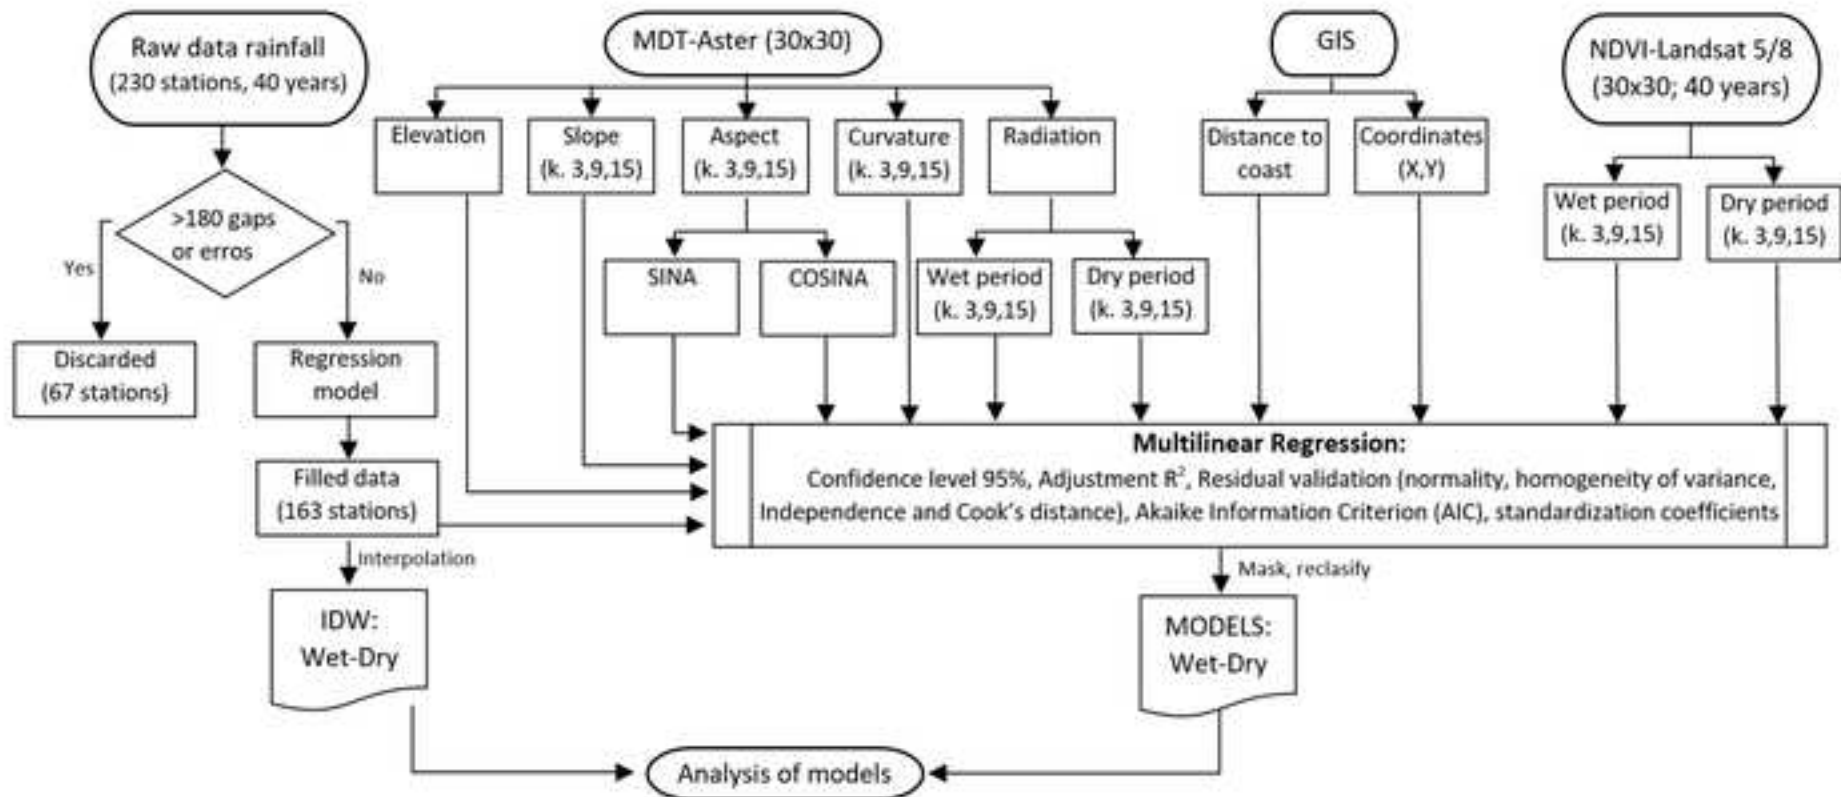 Raw data rainfall
(230 stations, 40 years)
MDT-Aster (30x30)
GIS
NDVI-Landsat 5/8
(30x30; 40 years)
Elevation
Slope
(k. 3,9,15)
Aspect
(k. 3,9,15)
Curvature
(k. 3,9,15)
Radiation
Distance to
coast
Coordinates
(X,Y)
Wet period
(k. 3,9,15)
Dry period
(k. 3,9,15)
>180 gaps
or erros
Yes
No
SINA
COSINA
Wet period
(k. 3,9,15)
Dry period
(k. 3,9,15)
Discarded
(67 stations)
Regression
model
Filled data
(163 stations)
Multilinear Regression:
Confidence level 95%, Adjustment R², Residual validation (normality, homogeneity of variance,
Independence and Cook's distance), Akaike Information Criterion (AIC), standardization coefficients
Interpolation
Mask, reclasify
IDW:
Wet-Dry
MODELS:
Wet-Dry
Analysis of models